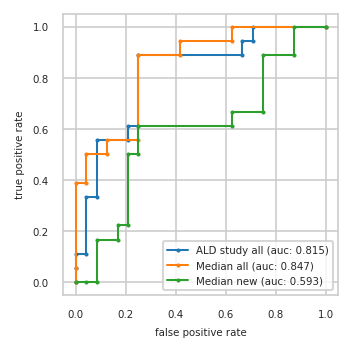 1.0
0.8
0.6
0.4
0.2
0.0
true positive rate
ALD study all (auc: 0.815)
Median all (auc: 0.847)
Median new (auc: 0.593)
0.0 0.2 0.4 0.6 0.8 1.0
false positive rate